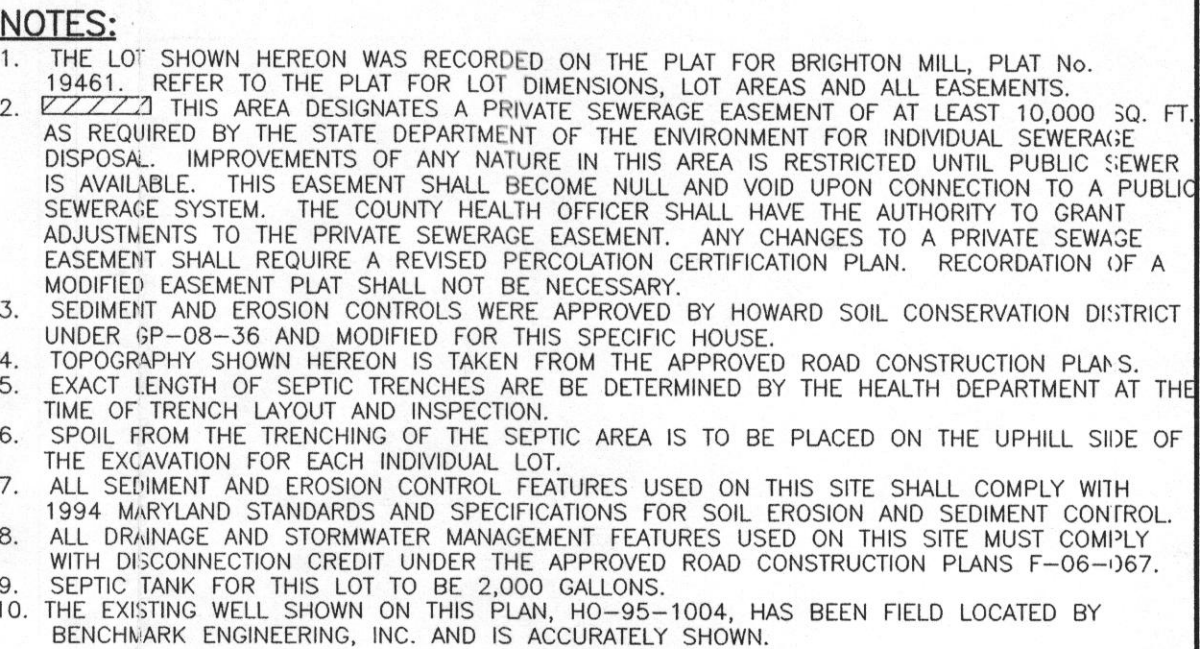 NOTES:
1. THE LOT SHOWN HEREON WAS RECORDED ON THE PLAT FOR BRIGHTON MILL, PLAT No.
19461. REFER TO THE PLAT FOR LOT DIMENSIONS, LOT AREAS AND ALL EASEMENTS.
2. THIS AREA DESIGNATES A PRIVATE SEWERAGE EASEMENT OF AT LEAST 10,000 SQ. FT.
AS REQUIRED BY THE STATE DEPARTMENT OF THE ENVIRONMENT FOR INDIVIDUAL SEWERAGE
DISPOSAL. IMPROVEMENTS OF ANY NATURE IN THIS AREA IS RESTRICTED UNTIL PUBLIC SEWER
IS AVAILABLE. THIS EASEMENT SHALL BECOME NULL AND VOID UPON CONNECTION TO A PUBLIC
SEWERAGE SYSTEM. THE COUNTY HEALTH OFFICER SHALL HAVE THE AUTHORITY TO GRANT
ADJUSTMENTS TO THE PRIVATE SEWERAGE EASEMENT. ANY CHANGES TO A PRIVATE SEWAGE
EASEMENT SHALL REQUIRE A REVISED PERCOLATION CERTIFICATION PLAN. RECORDATION OF A
MODIFIED EASEMENT PLAT SHALL NOT BE NECESSARY.
3. SEDIMENT AND EROSION CONTROLS WERE APPROVED BY HOWARD SOIL CONSERVATION DISTRICT
UNDER GP-08-36 AND MODIFIED FOR THIS SPECIFIC HOUSE.
4. TOPOGRAPHY SHOWN HEREON IS TAKEN FROM THE APPROVED ROAD CONSTRUCTION PLANS.
5. EXACT LENGTH OF SEPTIC TRENCHES ARE BE DETERMINED BY THE HEALTH DEPARTMENT AT THE
TIME OF TRENCH LAYOUT AND INSPECTION.
6. SPOIL FROM THE TRENCHING OF THE SEPTIC AREA IS TO BE PLACED ON THE UPHILL SIDE OF
THE EXCAVATION FOR EACH INDIVIDUAL LOT.
7. ALL SEDIMENT AND EROSION CONTROL FEATURES USED ON THIS SITE SHALL COMPLY WITH
1994 MARYLAND STANDARDS AND SPECIFICATIONS FOR SOIL EROSION AND SEDIMENT CONTROL.
8. ALL DRAINAGE AND STORMWATER MANAGEMENT FEATURES USED ON THIS SITE MUST COMPLY
WITH DISCONNECTION CREDIT UNDER THE APPROVED ROAD CONSTRUCTION PLANS F-06-067.
9. SEPTIC TANK FOR THIS LOT TO BE 2,000 GALLONS.
10. THE EXISTING WELL SHOWN ON THIS PLAN, HO-95-1004, HAS BEEN FIELD LOCATED BY
BENCHMARK ENGINEERING, INC. AND IS ACCURATELY SHOWN.